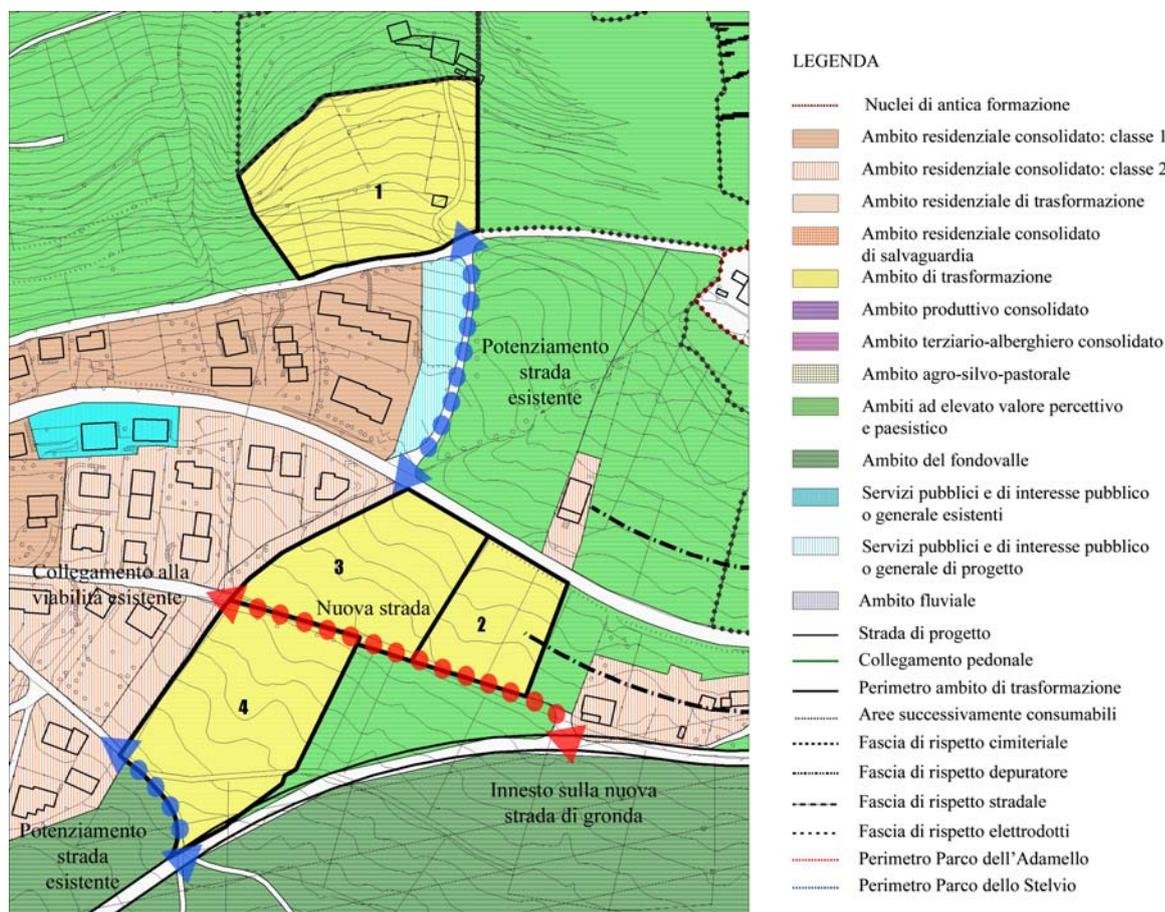 1
Potenziamento
strada
esistente
3
Collegamento alla
viabilità esistente
Nuova strada
2
4
Innesto sulla nuova
strada di gronda
Potenziamento
strada
esistente
LEGENDA
Nuclei di antica formazione
Ambito residenziale consolidato: classe 1
Ambito residenziale consolidato: classe 2
Ambito residenziale di trasformazione
Ambito residenziale consolidato
di salvaguardia
Ambito di trasformazione
Ambito produttivo consolidato
Ambito terziario-alberghiero consolidato
Ambito agro-silvo-pastorale
Ambiti ad elevato valore percettivo
e paesistico
Ambito del fondovalle
Servizi pubblici e di interesse pubblico
o generale esistenti
Servizi pubblici e di interesse pubblico
o generale di progetto
Ambito fluviale
Strada di progetto
Collegamento pedonale
Perimetro ambito di trasformazione
Aree successivamente consumabili
Fascia di rispetto cimiteriale
Fascia di rispetto depuratore
Fascia di rispetto stradale
Fascia di rispetto elettrodotti
Perimetro Parco dell'Adamello
Perimetro Parco dello Stelvio